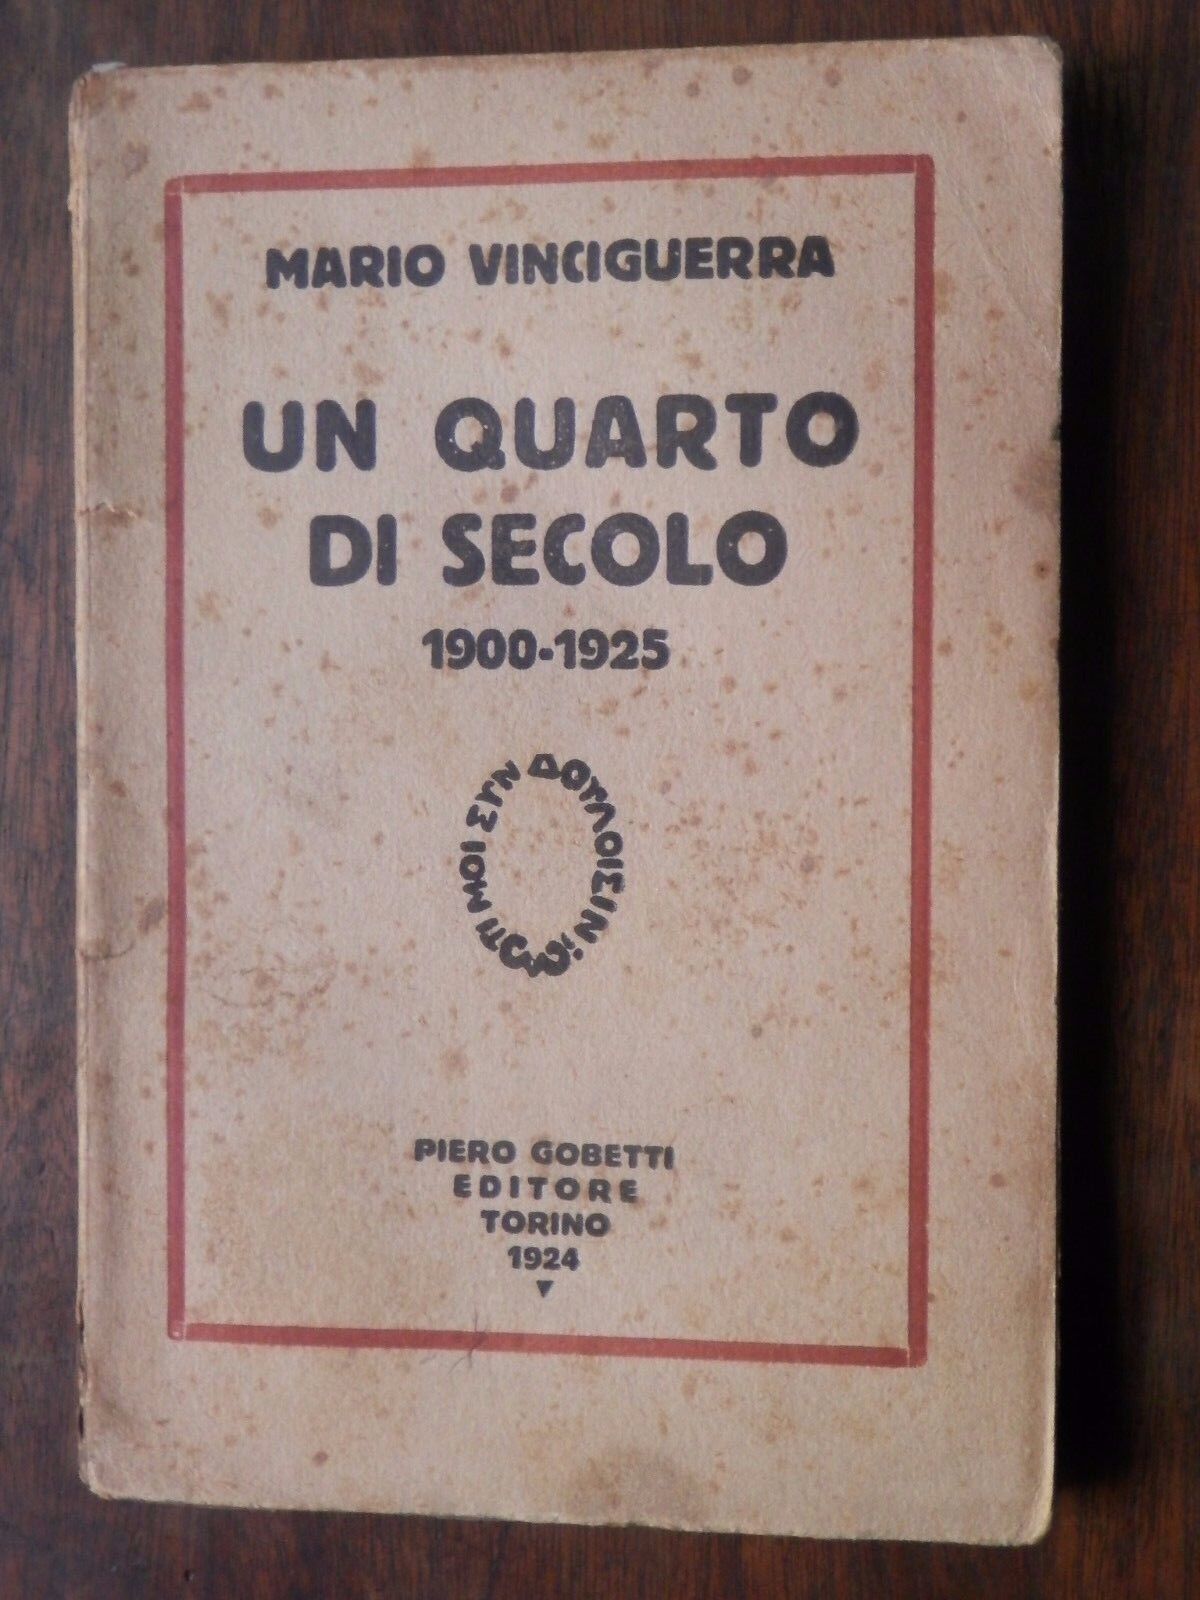 MARIO VINCIGUERRA
UN QUARTO
DI SECOLO
1900-1925
ΤΙ ΜΟΙ ΣΥΝ ΔΟΥΛΟΙΣΙΝ;
PIERO GOBETTI
EDITORE
TORINO
1924